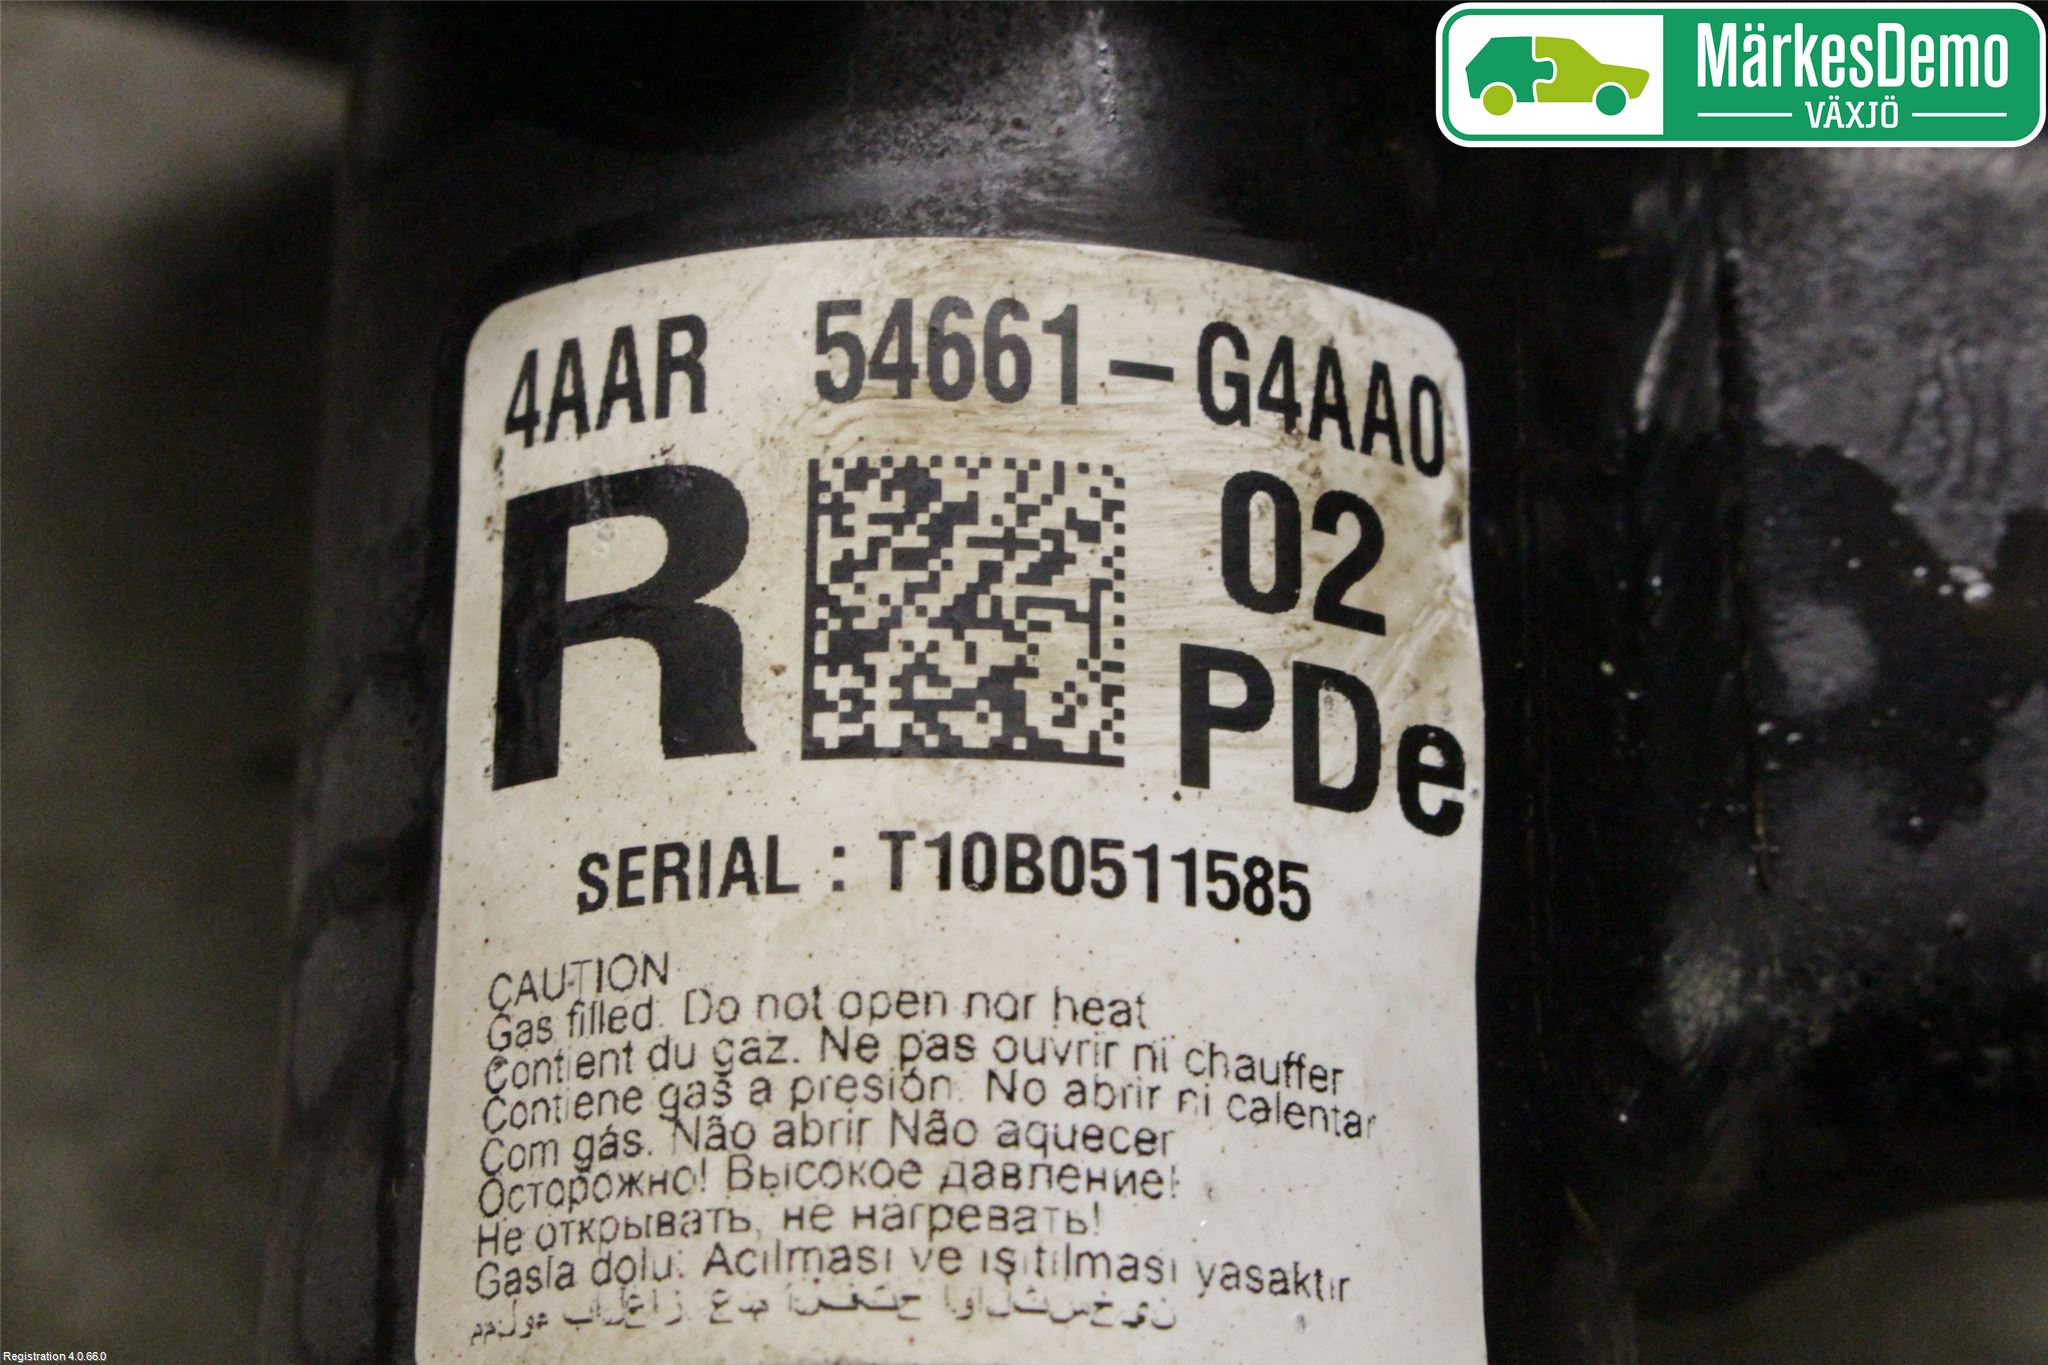 MärkesDemo
VÄXJÖ
4AAR 54661-G4AA0
R
02
PDe
SERIAL : T10B0511585
CAUTION
Gas filled. Do not open nor heat
Contient du gaz. Ne pas ouvrir ni chauffer
Contiene gas a presión. No abrir ni calentar
Com gás. Não abrir Não aquecer
Осторожно! Высокое давление!
Не открывать, не нагревать!
Gasla dolu. Acilması ve ısıtılması yasaktır
Registration 4.0.66.0